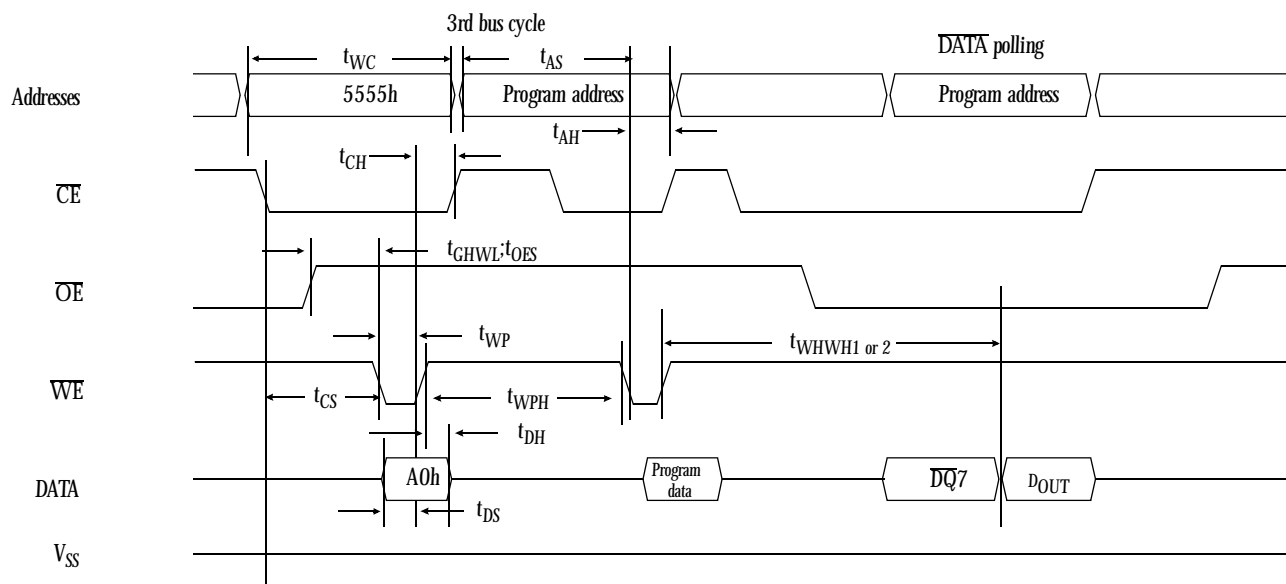 3rd bus cycle
DATA polling
tWC
tAS
Addresses
5555h
Program address
Program address
tAH
tCH
CE
tGHWL;tOES
OE
tWP
tWHWH1 or 2
WE
tCS
tWPH
tDH
DATA
A0h
Program
data
DQ7
DOUT
tDS
VSS